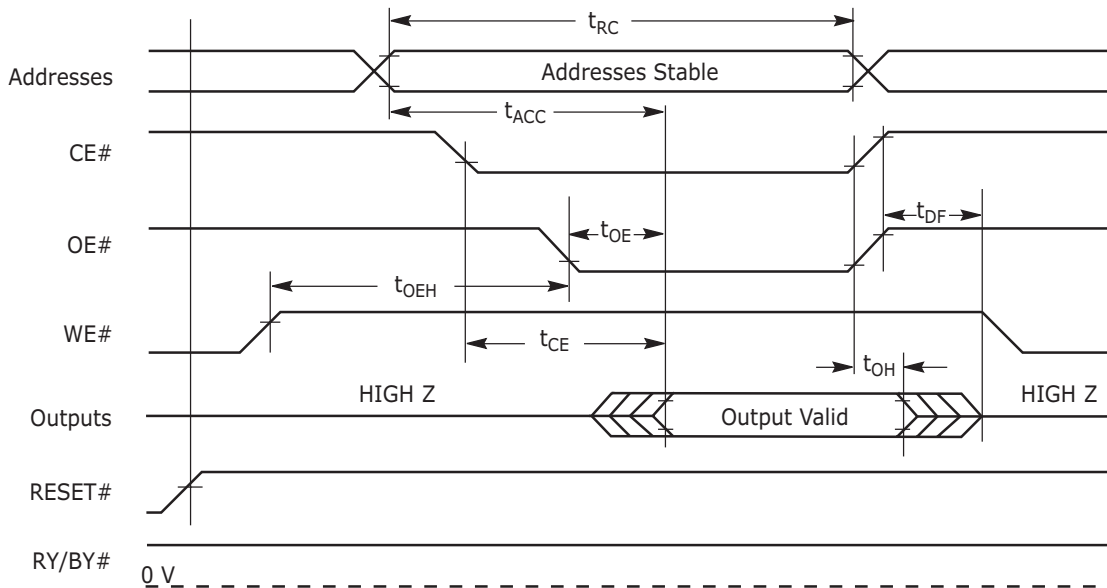 tRC
Addresses
Addresses Stable
tACC
CE#
tDF
OE#
tOE
tOEH
WE#
tCE
tOH
HIGH Z
HIGH Z
Outputs
Output Valid
RESET#
RY/BY#
0 V